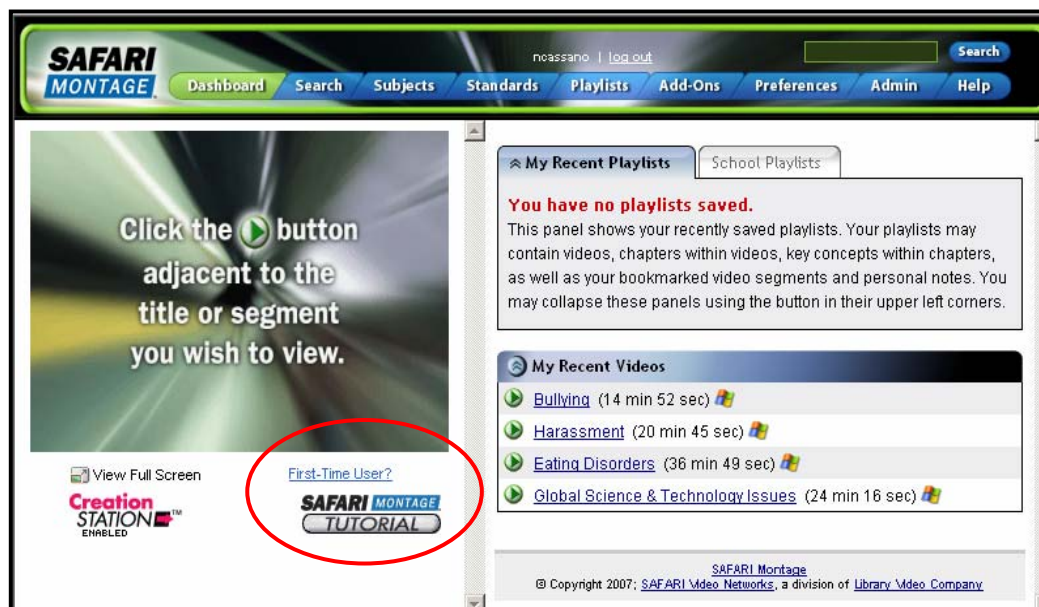 SAFARI
MONTAGE
ncassano | log out
Search
Dashboard Search Subjects Standards Playlists Add-Ons Preferences Admin Help
Click the button
adjacent to the
title or segment
you wish to view.
View Full Screen
First-Time User?
Creation
STATION™
ENABLED
SAFARI MONTAGE
TUTORIAL
My Recent Playlists
School Playlists
You have no playlists saved.
This panel shows your recently saved playlists. Your playlists may
contain videos, chapters within videos, key concepts within chapters,
as well as your bookmarked video segments and personal notes. You
may collapse these panels using the button in their upper left corners.
My Recent Videos
Bullying (14 min 52 sec)
Harassment (20 min 45 sec)
Eating Disorders (36 min 49 sec)
Global Science & Technology Issues (24 min 16 sec)
SAFARI Montage
© Copyright 2007; SAFARI Video Networks, a division of Library Video Company